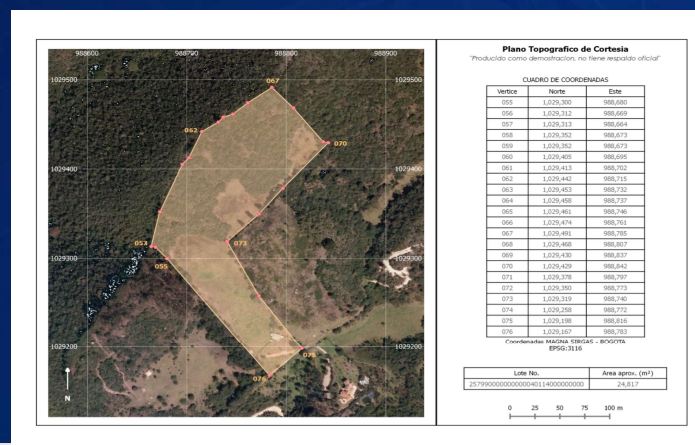 988600 988700 988800 988900
1029500 1029500
1029400 1029400
1029300 1029300
1029200 1029200
067
062
070
053
073
055
075
076
N
Plano Topografico de Cortesia
"Producido como demostracion, no tiene respaldo oficial"
CUADRO DE COORDENADAS
Vertice Norte Este
055 1,029,300 988,680
056 1,029,312 988,669
057 1,029,313 988,664
058 1,029,352 988,673
059 1,029,352 988,673
060 1,029,405 988,695
061 1,029,413 988,702
062 1,029,442 988,715
063 1,029,453 988,732
064 1,029,458 988,737
065 1,029,461 988,746
066 1,029,474 988,761
067 1,029,491 988,785
068 1,029,468 988,807
069 1,029,430 988,837
070 1,029,429 988,842
071 1,029,378 988,797
072 1,029,350 988,773
073 1,029,319 988,740
074 1,029,258 988,772
075 1,029,198 988,816
076 1,029,167 988,783
Coordenadas MAGNA SIRGAS - BOGOTA
EPSG:3116
Lote No. Area aprox. (m²)
24,817
0 25 50 75 100 m